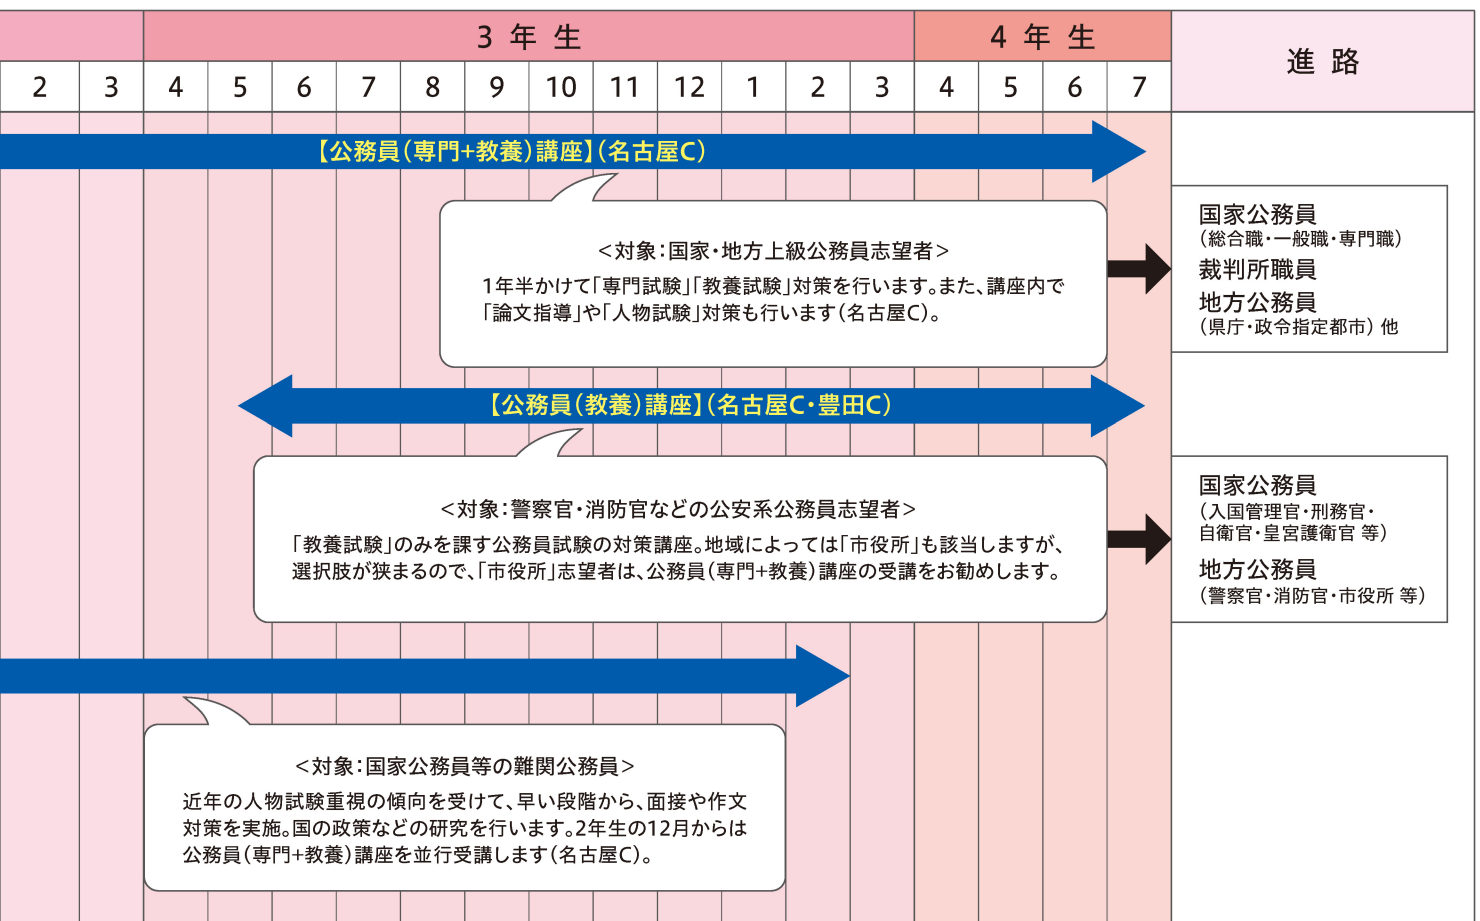 3 年 生
4 年 生
進 路
2 3 4 5 6 7 8 9 10 11 12 1 2 3 4 5 6 7
【公務員（専門+教養）講座】（名古屋C）
＜対象：国家・地方上級公務員志望者＞
1年半かけて「専門試験」「教養試験」対策を行います。また、講座内で
「論文指導」や「人物試験」対策も行います（名古屋C）。
国家公務員
（総合職・一般職・専門職）
裁判所職員
地方公務員
（県庁・政令指定都市）他
【公務員（教養）講座】（名古屋C・豊田C）
＜対象：警察官・消防官などの公安系公務員志望者＞
「教養試験」のみを課す公務員試験の対策講座。地域によっては「市役所」も該当しますが、
選択肢が狭まるので、「市役所」志望者は、公務員（専門+教養）講座の受講をお勧めします。
国家公務員
（入国管理官・刑務官・
自衛官・皇宮護衛官 等）
地方公務員
（警察官・消防官・市役所 等）
＜対象：国家公務員等の難関公務員＞
近年の人物試験重視の傾向を受けて、早い段階から、面接や作文
対策を実施。国の政策などの研究を行います。2年生の12月からは
公務員（専門+教養）講座を並行受講します（名古屋C）。